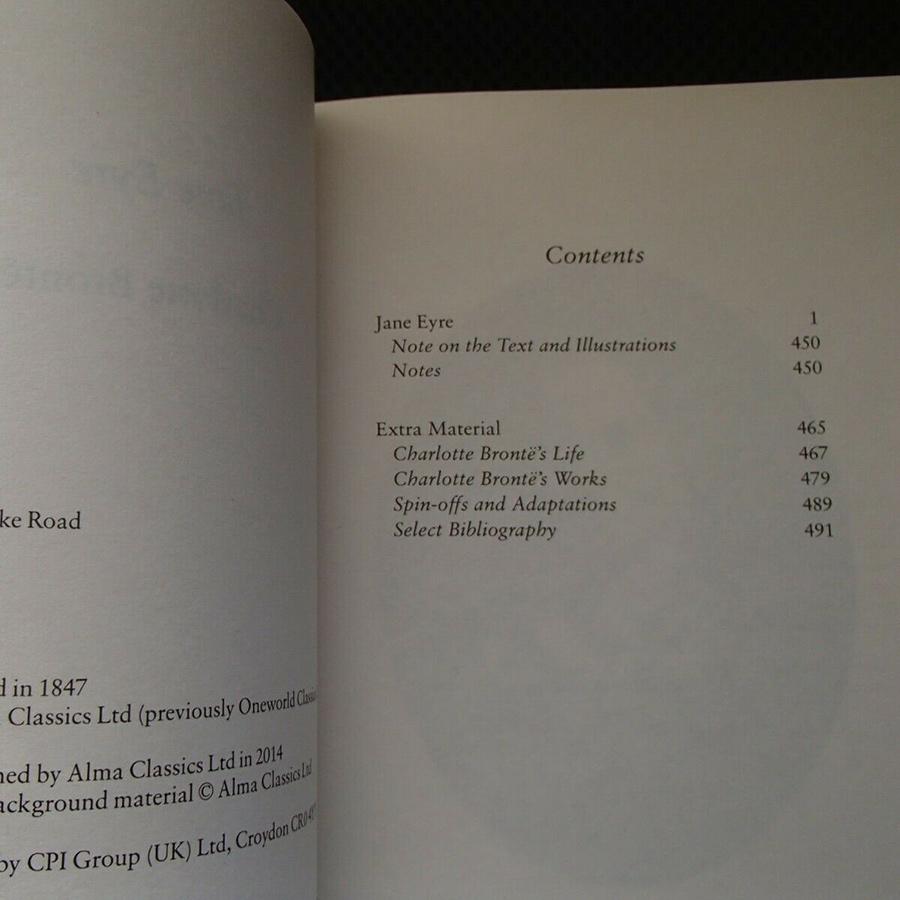 ke Road
d in 1847
Classics Ltd (previously Oneworld
ned by Alma Classics Ltd in 2014
ackground material © Alma Classics Ltd
by CPI Group (UK) Ltd, Croydon CR0
Contents
Jane Eyre 1
Note on the Text and Illustrations 450
Notes 450
Extra Material 465
Charlotte Brontë's Life 467
Charlotte Brontë's Works 479
Spin-offs and Adaptations 489
Select Bibliography 491